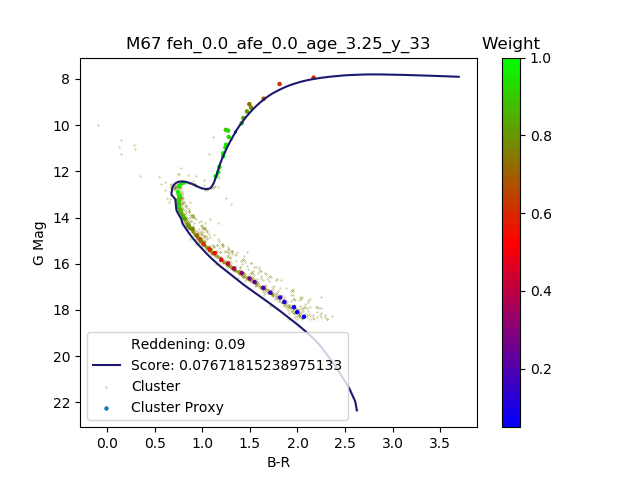 M67 feh_0.0_afe_0.0_age_3.25_y_33
Weight
8
10
12
14
16
18
20
22
G Mag
0.0 0.5 1.0 1.5 2.0 2.5 3.0 3.5
B-R
Reddening: 0.09
Score: 0.07671815238975133
Cluster
Cluster Proxy
1.0
0.8
0.6
0.4
0.2